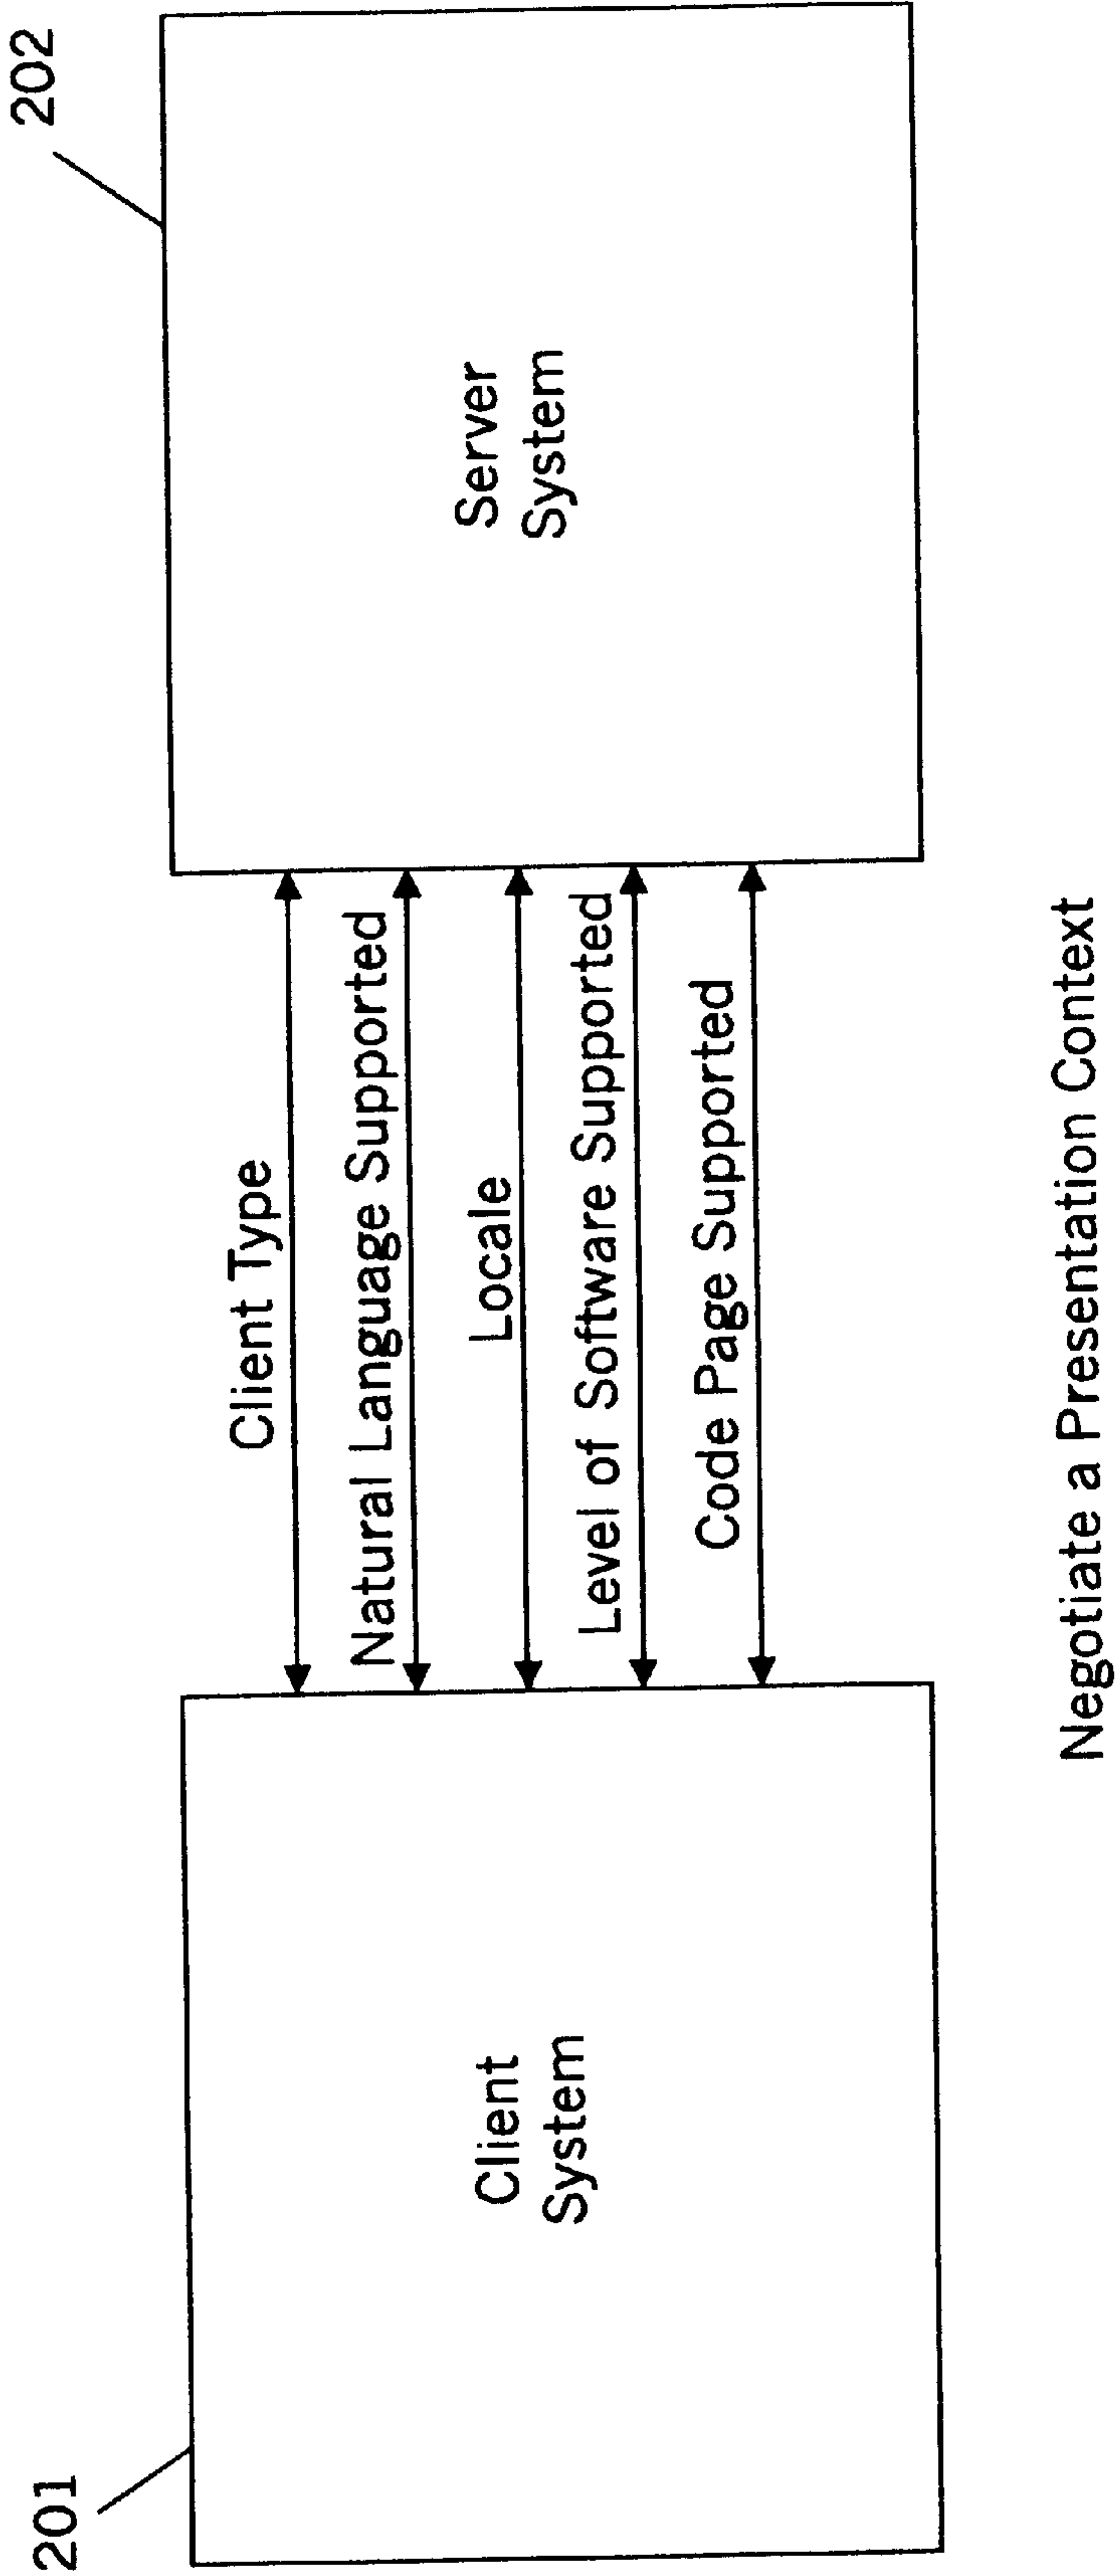 201
202
Client Type
Natural Language Supported
Locale
Level of Software Supported
Code Page Supported
Client
System
Server
System
Negotiate a Presentation Context